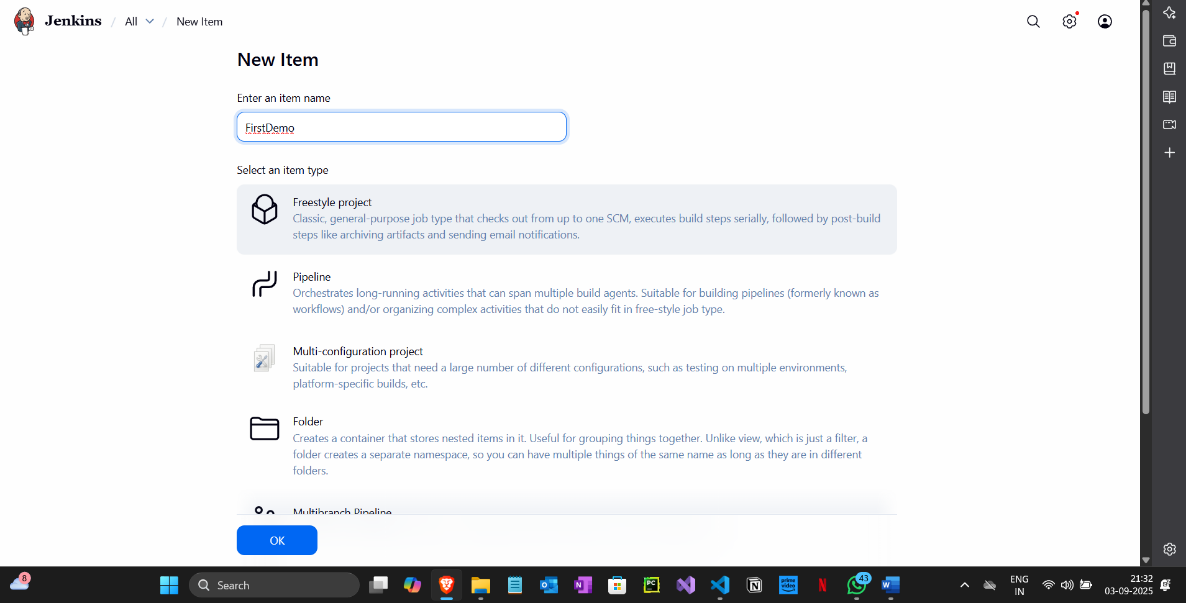 Jenkins / All / New Item
New Item
Enter an item name
FirstDemo
Select an item type
Freestyle project
Classic, general-purpose job type that checks out from up to one SCM, executes build steps serially, followed by post-build
steps like archiving artifacts and sending email notifications.
Pipeline
Orchestrates long-running activities that can span multiple build agents. Suitable for building pipelines (formerly known as
workflows) and/or organizing complex activities that do not easily fit in free-style job type.
Multi-configuration project
Suitable for projects that need a large number of different configurations, such as testing on multiple environments,
platform-specific builds, etc.
Folder
Creates a container that stores nested items in it. Useful for grouping things together. Unlike view, which is just a filter, a
folder creates a separate namespace, so you can have multiple things of the same name as long as they are in different
folders.
Multibranch Pipeline
OK
8
Search
PC
N
prime video
N
43
W
ENG
IN
21:32
03-09-2025